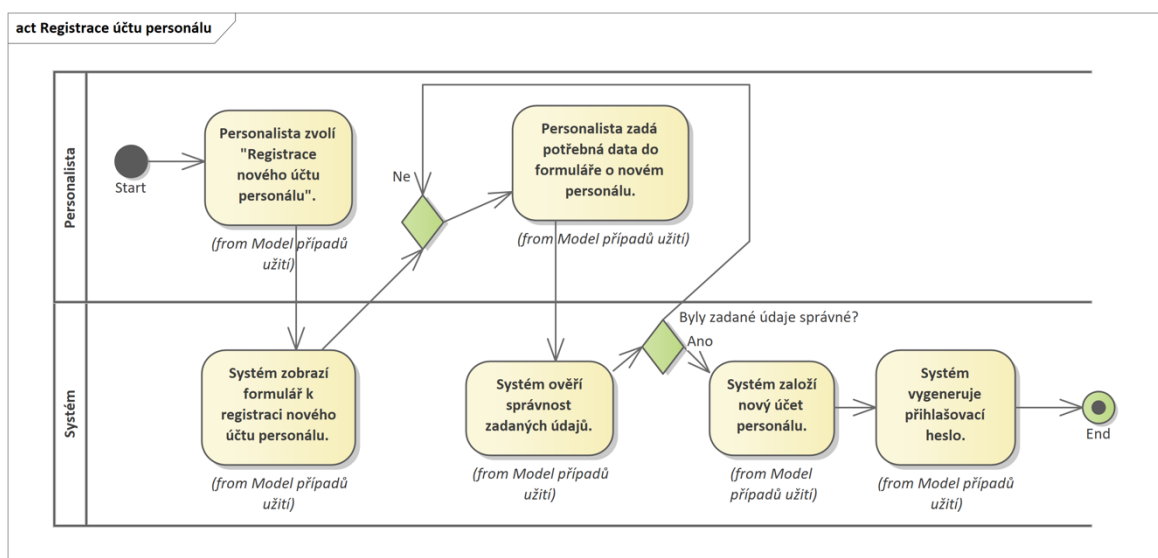 act Registrace účtu personálu
Personalista
Start
Personalista zvolí
"Registrace
nového účtu
personálu".
(from Model případů
užití)
Ne
Personalista zadá
potřebná data do
formuláře o novém
personálu.
(from Model případů užití)
Systém
Systém zobrazí
formulář k
registraci nového
účtu personálu.
(from Model případů
užití)
Systém ověří
správnost
zadaných údajů.
(from Model případů
užití)
Byly zadané údaje správné?
Ano
Systém založí
nový účet
personálu.
(from Model
případů užití)
Systém
vygeneruje
přihlašovací
heslo.
(from Model případů
užití)
End